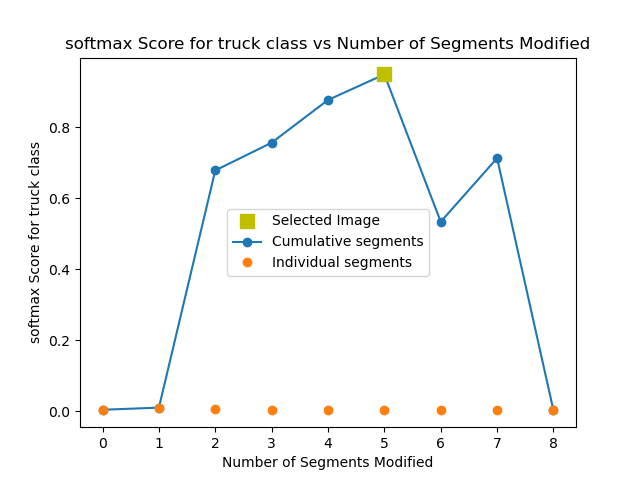 softmax Score for truck class vs Number of Segments Modified
softmax Score for truck class
0.8
0.6
0.4
0.2
0.0
Selected Image
Cumulative segments
Individual segments
0 1 2 3 4 5 6 7 8
Number of Segments Modified